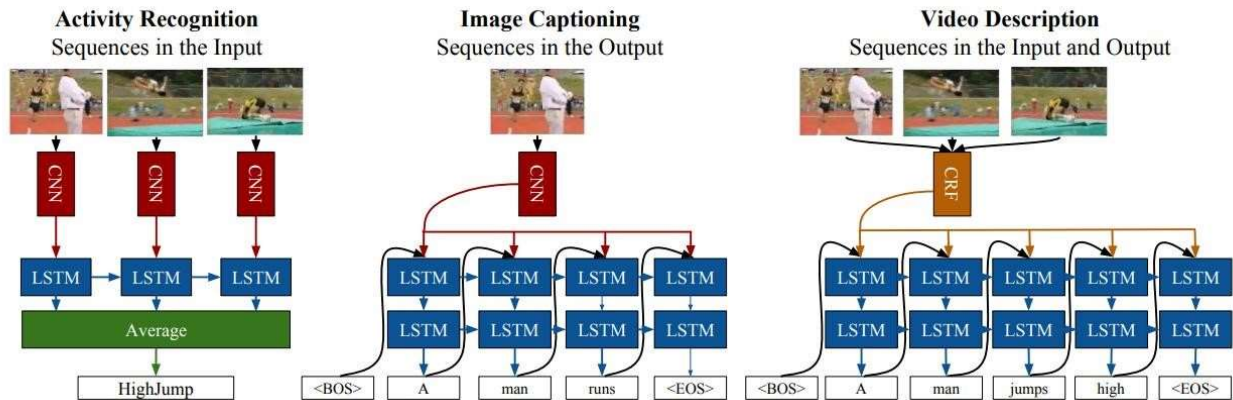 Activity Recognition
Sequences in the Input
CNN
CNN
CNN
LSTM
LSTM
LSTM
Average
HighJump
Image Captioning
Sequences in the Output
CNN
LSTM
LSTM
LSTM
LSTM
LSTM
LSTM
LSTM
LSTM
<BOS>
A
man
runs
<EOS>
Video Description
Sequences in the Input and Output
CRF
LSTM
LSTM
LSTM
LSTM
LSTM
LSTM
LSTM
LSTM
LSTM
LSTM
<BOS>
A
man
jumps
high
<EOS>